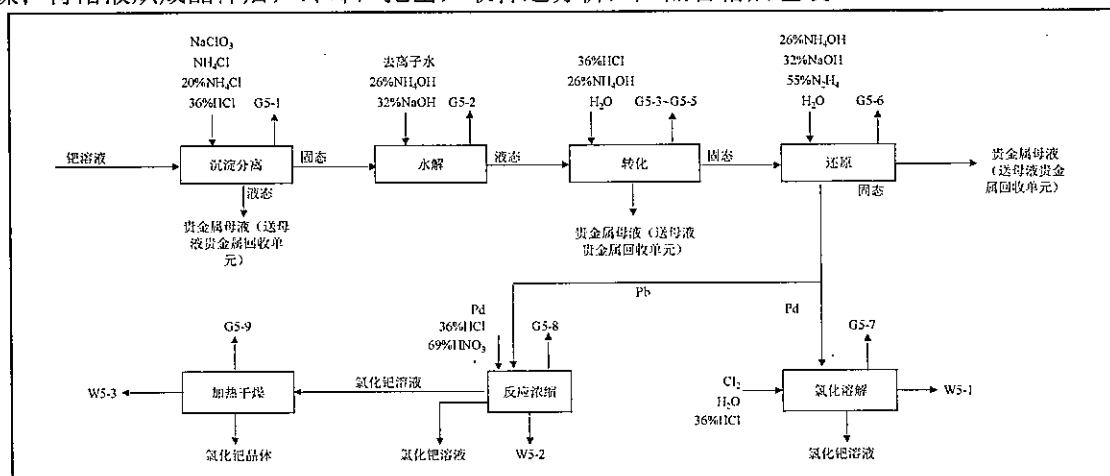 NaClO₃
NH₄Cl
20%NH₄Cl
36%HCl
G5-1
去离子水
26%NH₄OH
32%NaOH
G5-2
36%HCl
26%NH₄OH
H₂O
G5-3~G5-5
26%NH₄OH
32%NaOH
55%N₂H₄
H₂O
G5-6
钯溶液
沉淀分离
固态
水解
液态
转化
固态
还原
固态
贵金属母液
（送母液贵金
属回收单元）
液态
贵金属母液（送母
液贵金属回收单
元）
贵金属母液（送母液
贵金属回收单元）
Pb
Pd
G5-9
Pd
36%HCl
69%HNO₃
G5-8
G5-7
W5-3
加热干燥
氯化钯溶液
反应浓缩
Cl₂
H₂O
36%HCl
氯化溶解
W5-1
氯化钯晶体
氯化钯溶液
W5-2
氯化钯溶液